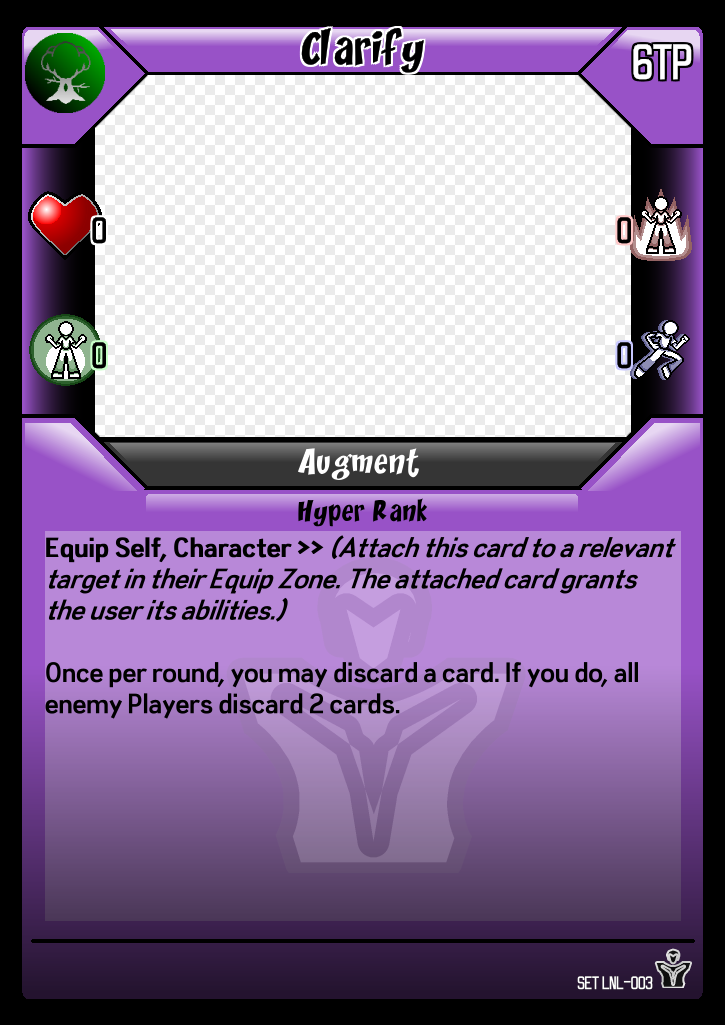 Clarify
6TP
0
0
0
0
Augment
Hyper Rank
Equip Self, Character >> (Attach this card to a relevant
target in their Equip Zone. The attached card grants
the user its abilities.)
Once per round, you may discard a card. If you do, all
enemy Players discard 2 cards.
SET LNL-003